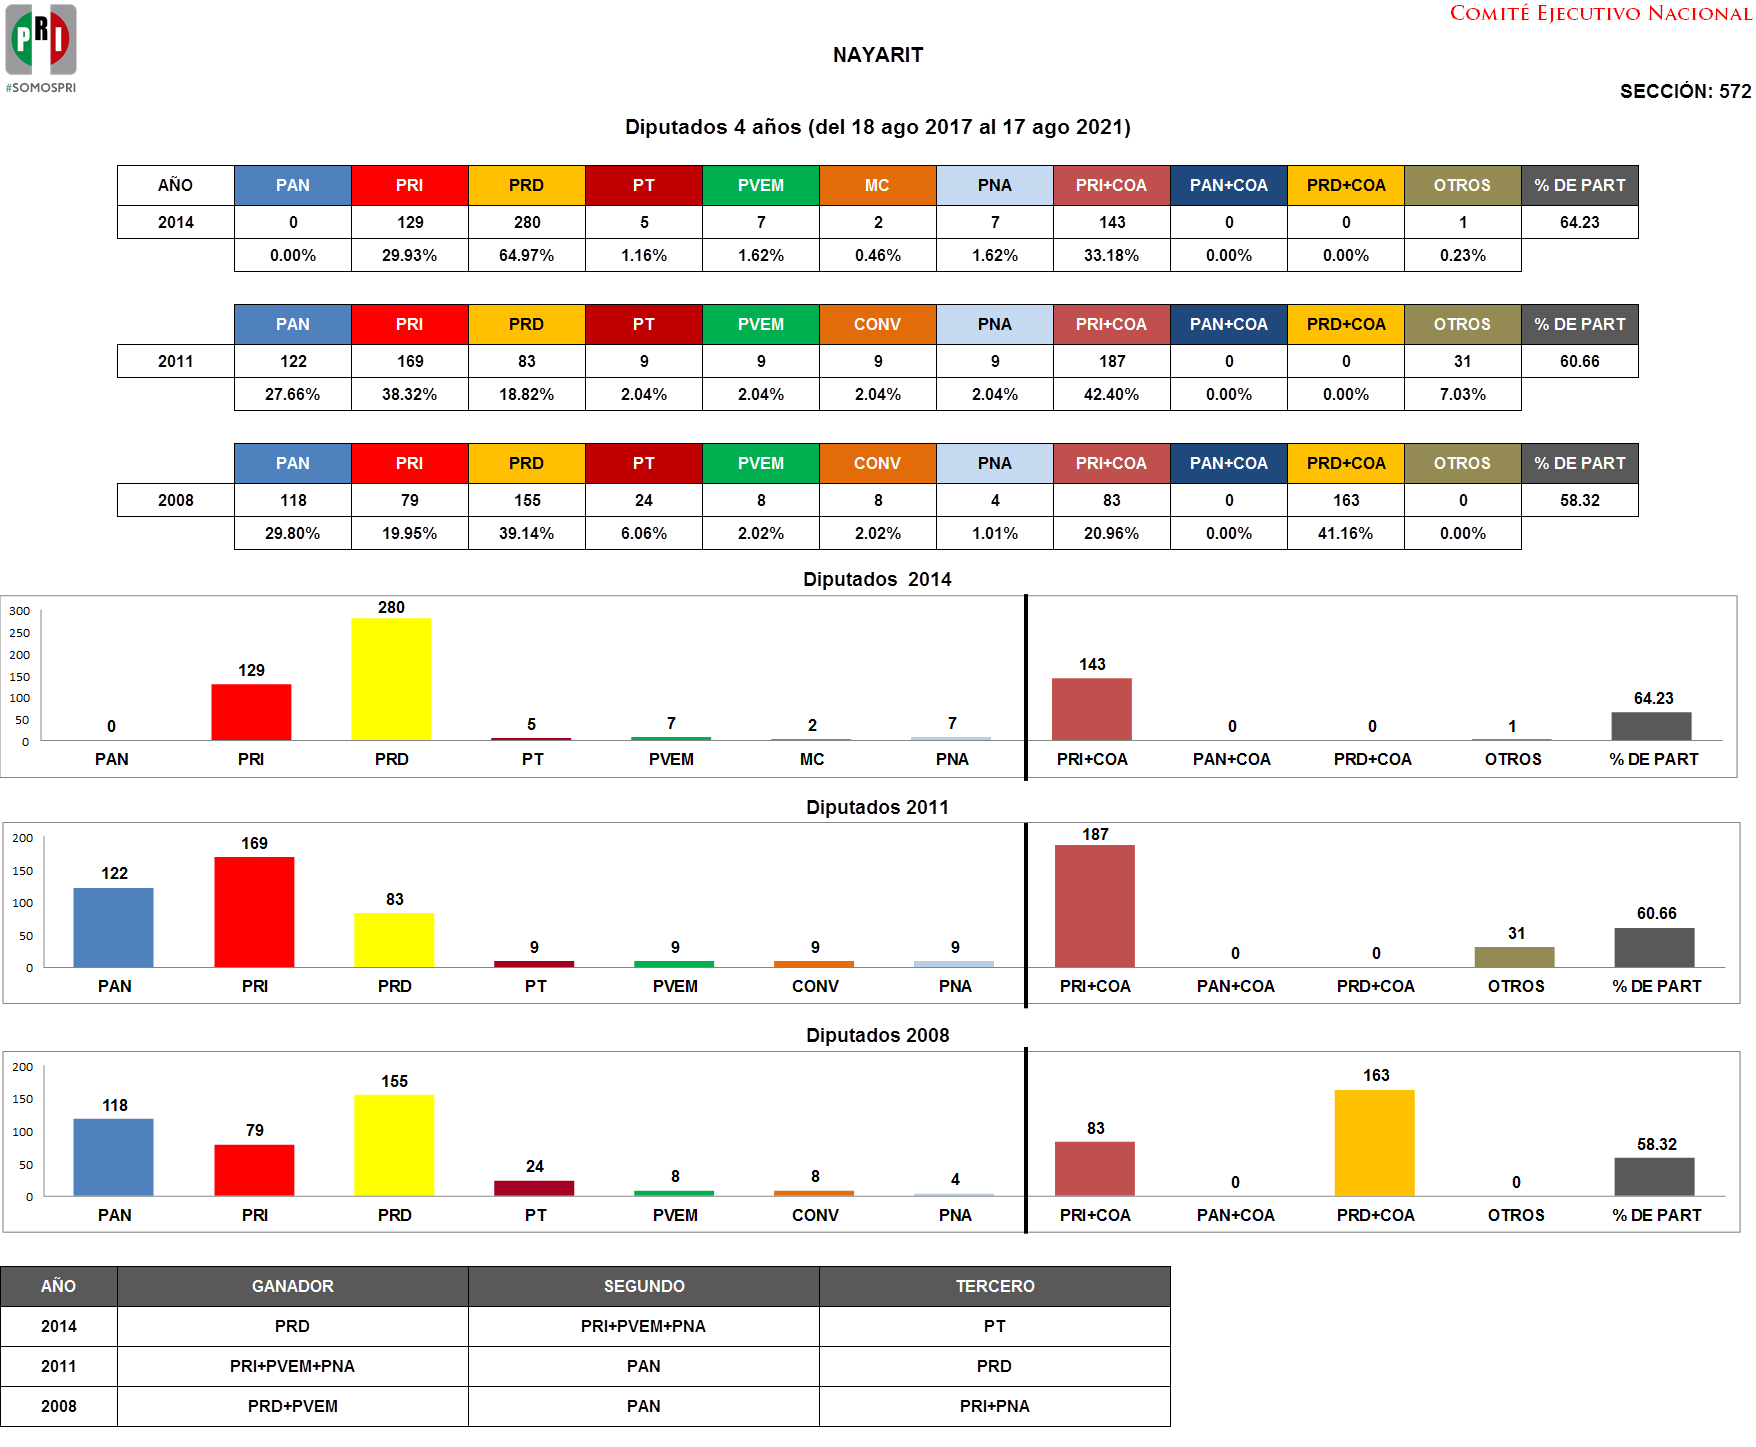 PRI
#SOMOSPRI
COMITÉ EJECUTIVO NACIONAL
NAYARIT
SECCIÓN: 572
Diputados 4 años (del 18 ago 2017 al 17 ago 2021)
AÑO PAN PRI PRD PT PVEM MC PNA PRI+COA PAN+COA PRD+COA OTROS % DE PART
2014 0 129 280 5 7 2 7 143 0 0 1 64.23
0.00% 29.93% 64.97% 1.16% 1.62% 0.46% 1.62% 33.18% 0.00% 0.00% 0.23%
PAN PRI PRD PT PVEM CONV PNA PRI+COA PAN+COA PRD+COA OTROS % DE PART
2011 122 169 83 9 9 9 9 187 0 0 31 60.66
27.66% 38.32% 18.82% 2.04% 2.04% 2.04% 2.04% 42.40% 0.00% 0.00% 7.03%
PAN PRI PRD PT PVEM CONV PNA PRI+COA PAN+COA PRD+COA OTROS % DE PART
2008 118 79 155 24 8 8 4 83 0 163 0 58.32
29.80% 19.95% 39.14% 6.06% 2.02% 2.02% 1.01% 20.96% 0.00% 41.16% 0.00%
Diputados 2014
300
250
200
150
100
50
0
0 129 280 5 7 2 7 143 0 0 1 64.23
PAN PRI PRD PT PVEM MC PNA PRI+COA PAN+COA PRD+COA OTROS % DE PART
Diputados 2011
200
150
100
50
0
122 169 83 9 9 9 9 187 0 0 31 60.66
PAN PRI PRD PT PVEM CONV PNA PRI+COA PAN+COA PRD+COA OTROS % DE PART
Diputados 2008
200
150
100
50
0
118 79 155 24 8 8 4 83 0 163 0 58.32
PAN PRI PRD PT PVEM CONV PNA PRI+COA PAN+COA PRD+COA OTROS % DE PART
AÑO GANADOR SEGUNDO TERCERO
2014 PRD PRI+PVEM+PNA PT
2011 PRI+PVEM+PNA PAN PRD
2008 PRD+PVEM PAN PRI+PNA